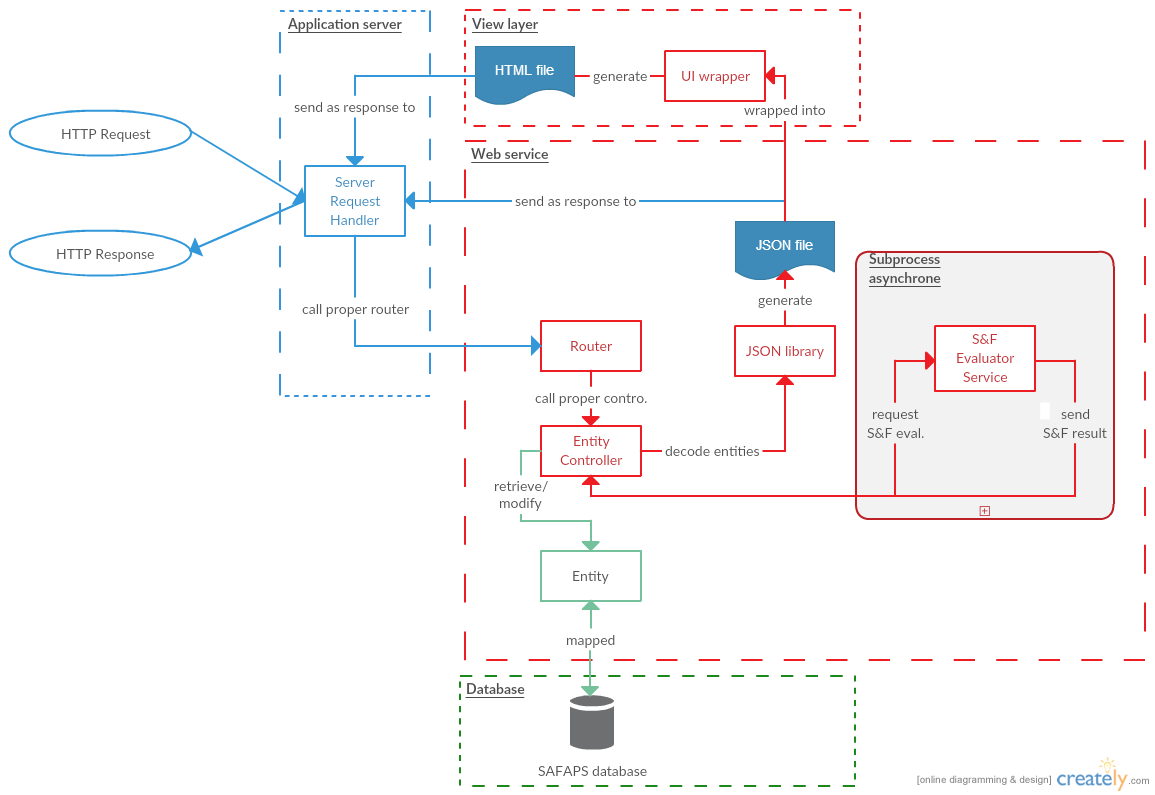 Application server
View layer
HTML file
generate
UI wrapper
send as response to
wrapped into
HTTP Request
Web service
Server
Request
Handler
send as response to
HTTP Response
JSON file
Subprocess
asynchrone
generate
call proper router
Router
JSON library
S&F
Evaluator
Service
call proper contro.
request
S&F eval.
send
S&F result
Entity
Controller
decode entities
retrieve/
modify
Entity
mapped
Database
SAFAPS database
[online diagramming & design] creately.com